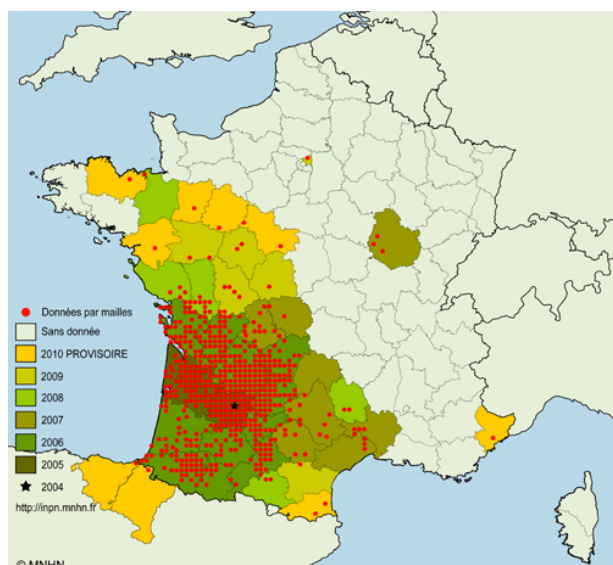 Données par mailles
Sans donnée
2010 PROVISOIRE
2009
2008
2007
2006
2005
2004
http://inpn.mnhn.fr
© MNHN